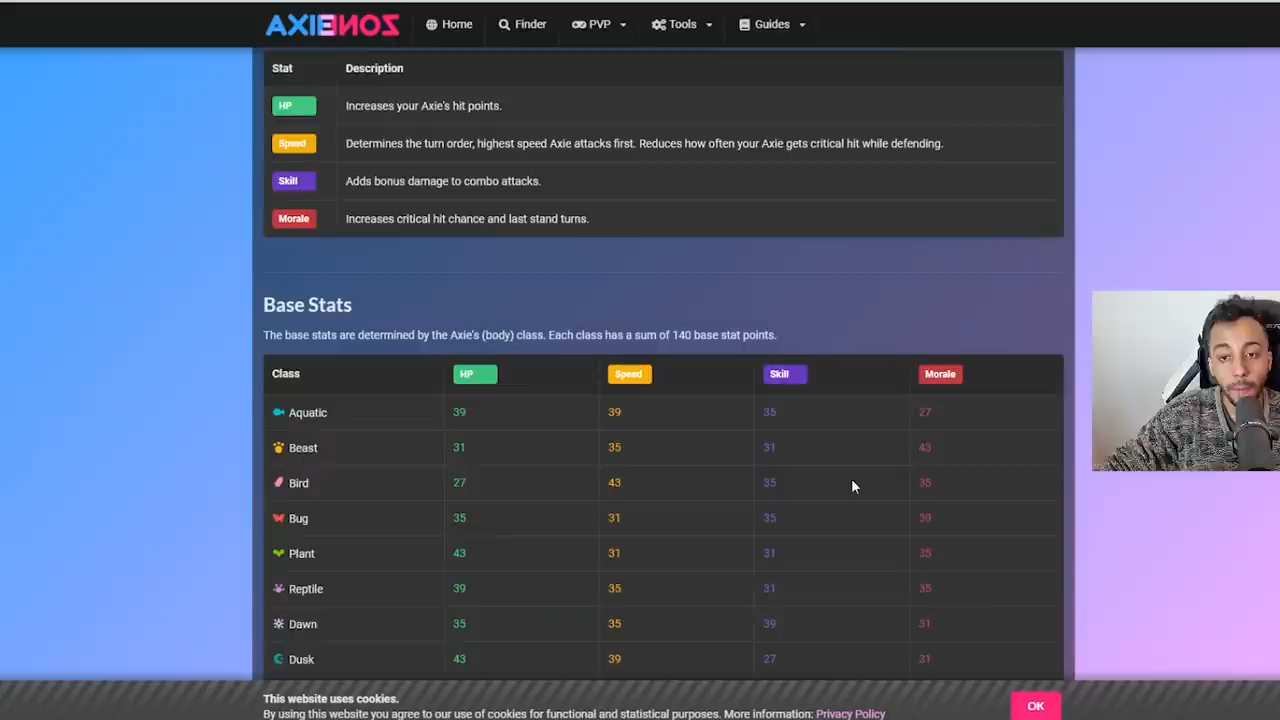 AXIE ZONE Home Finder PVP Tools Guides
Stat Description
HP Increases your Axie's hit points.
Speed Determines the turn order, highest speed Axie attacks first. Reduces how often your Axie gets critical hit while defending.
Skill Adds bonus damage to combo attacks.
Morale Increases critical hit chance and last stand turns.
Base Stats
The base stats are determined by the Axie's (body) class. Each class has a sum of 140 base stat points.
Class HP Speed Skill Morale
Aquatic 39 39 35 27
Beast 31 35 31 43
Bird 27 43 35 35
Bug 35 31 35 39
Plant 43 31 31 35
Reptile 39 35 31 35
Dawn 35 35 39 31
Dusk 43 39 27 31
This website uses cookies.
By using this website you agree to our use of cookies for functional and statistical purposes. More information: Privacy Policy
OK